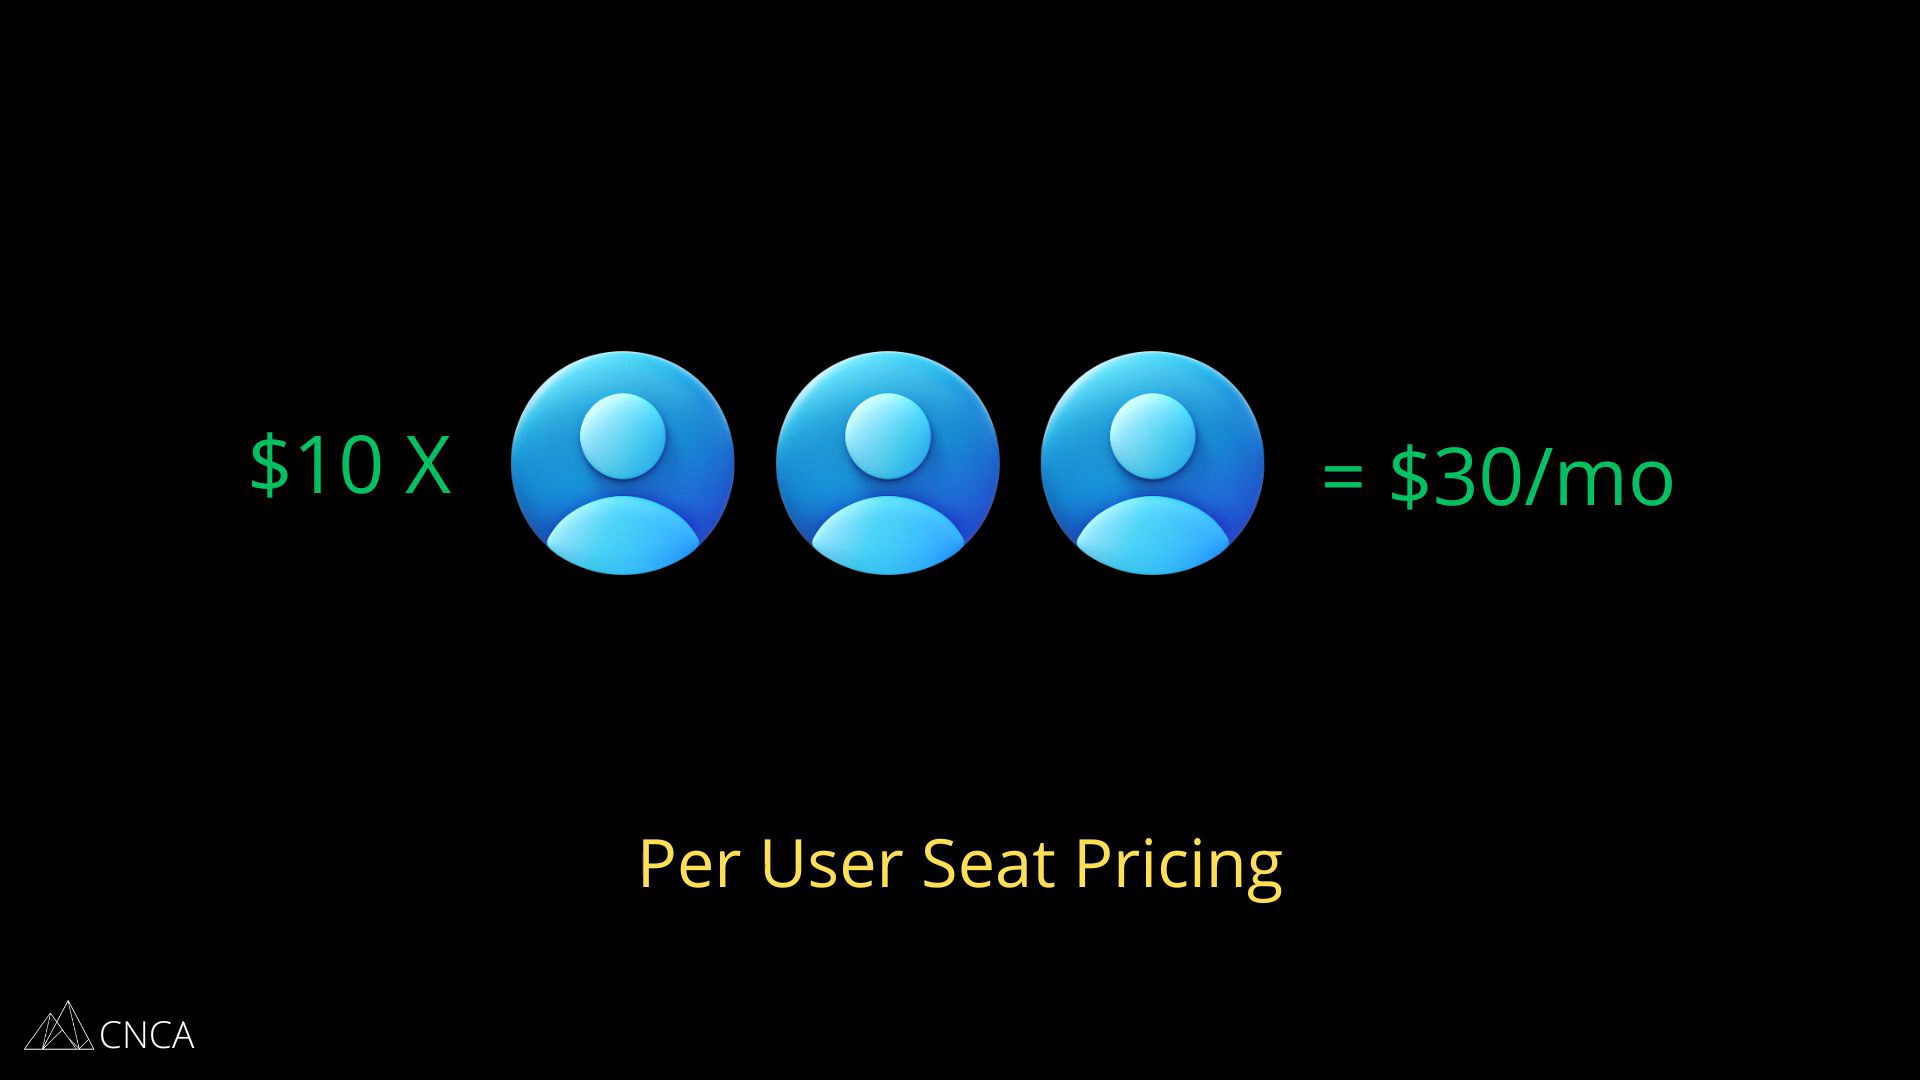 $10 X
= $30/mo
Per User Seat Pricing
CNCA